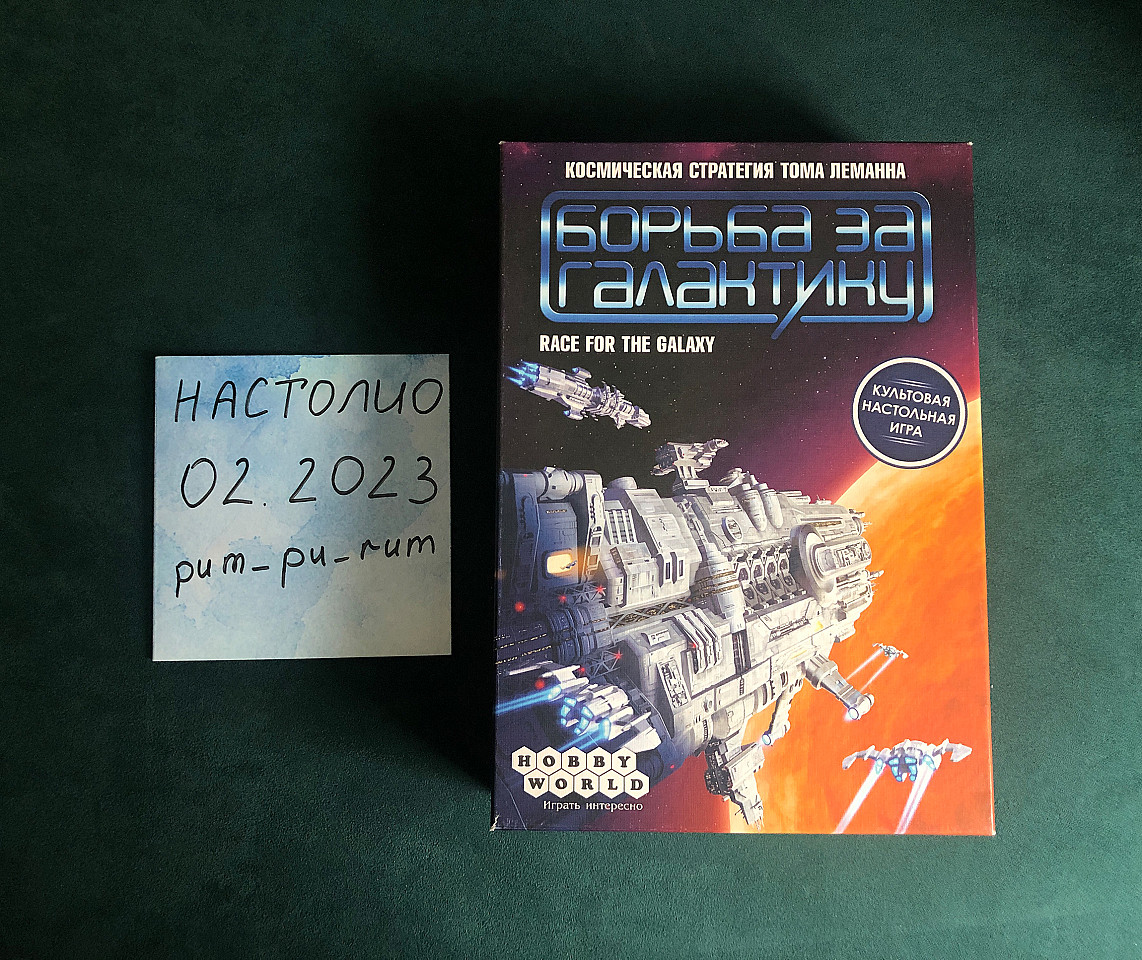 НАСТОЛИО
02.2023
рит_ри_тит
КОСМИЧЕСКАЯ СТРАТЕГИЯ ТОМА ЛЕМАННА
БОРЬБА ЗА
ГАЛАКТИКУ
RACE FOR THE GALAXY
КУЛЬТОВАЯ
НАСТОЛЬНАЯ
ИГРА
HOBBY
WORLD
Играть интересно